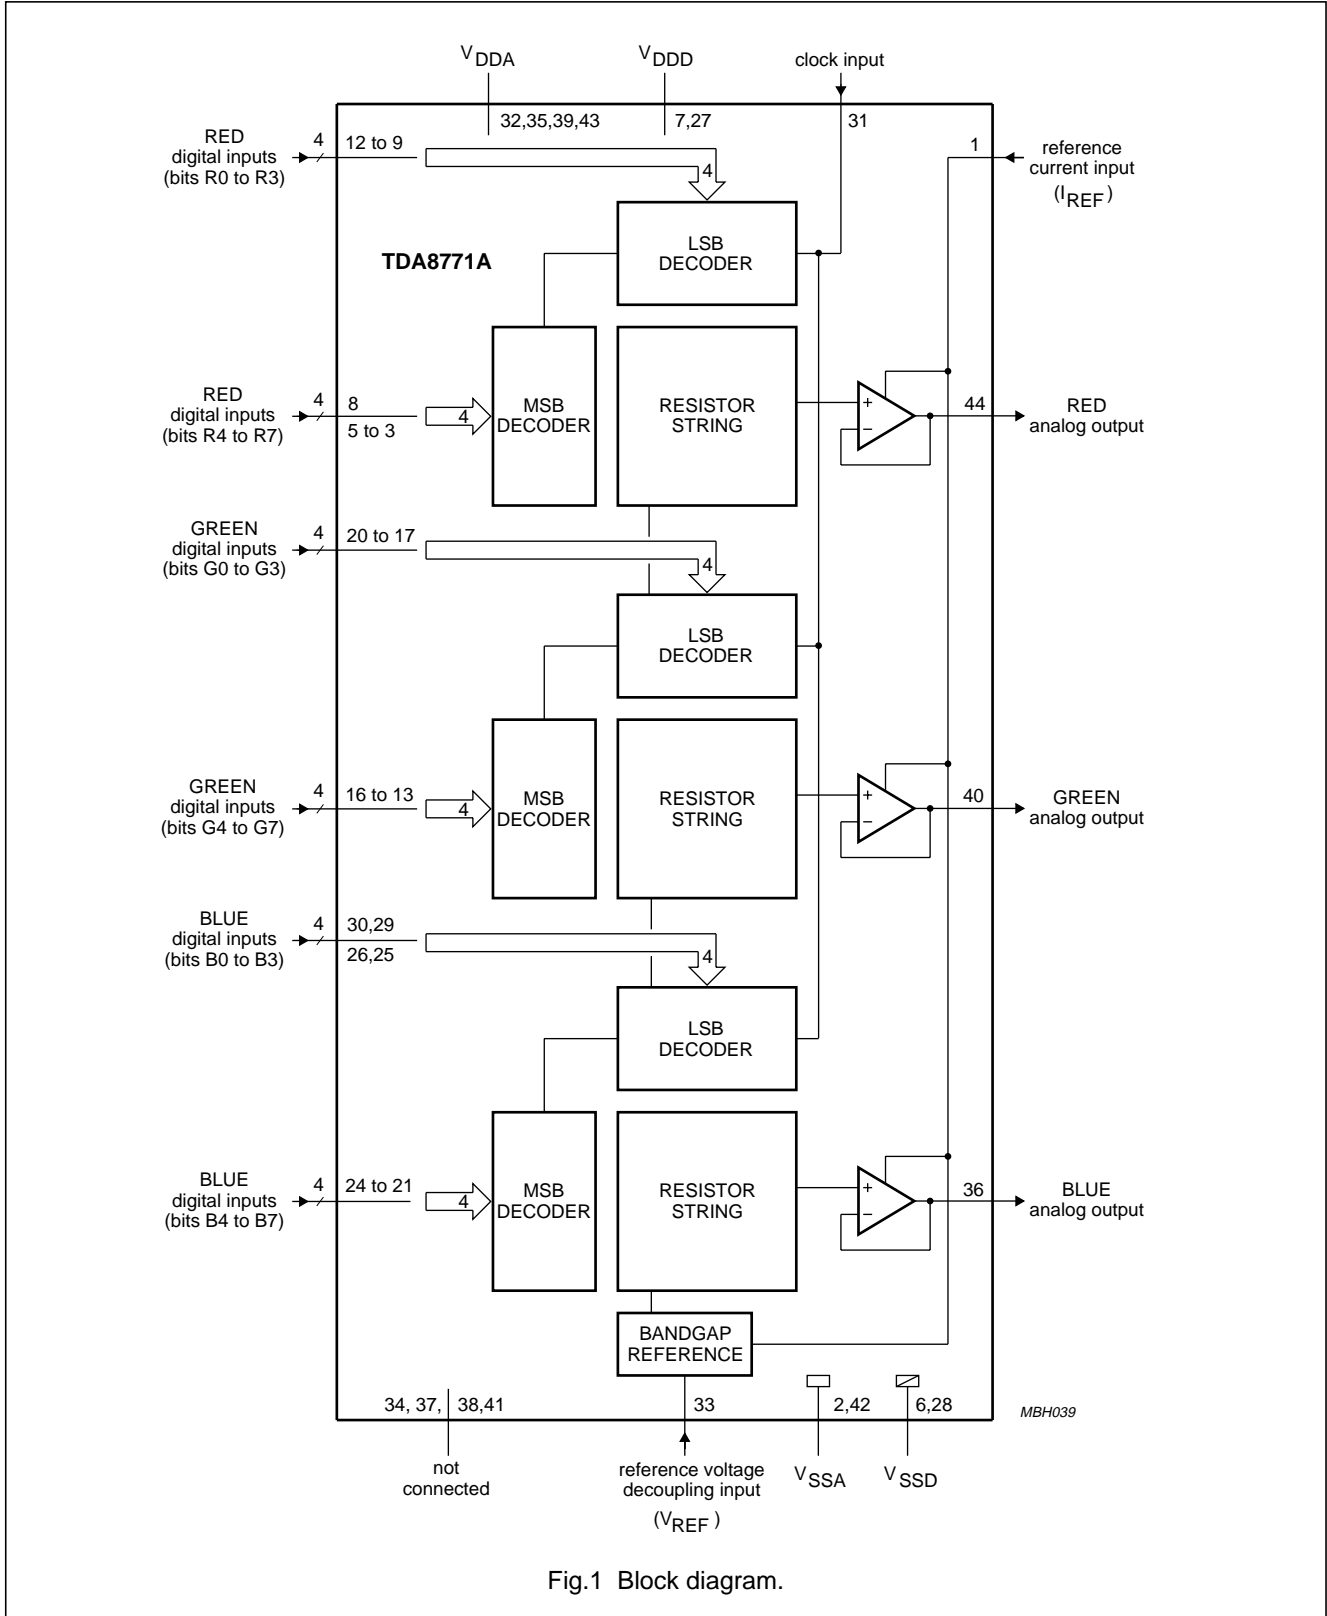 VDDA
VDDD
clock input
32,35,39,43
7,27
31
RED
digital inputs
(bits R0 to R3)
4
12 to 9
4
1
reference
current input
(IREF)
LSB
DECODER
TDA8771A
RED
digital inputs
(bits R4 to R7)
4
8
5 to 3
4
MSB
DECODER
RESISTOR
STRING
+
−
44
RED
analog output
GREEN
digital inputs
(bits G0 to G3)
4
20 to 17
4
LSB
DECODER
GREEN
digital inputs
(bits G4 to G7)
4
16 to 13
4
MSB
DECODER
RESISTOR
STRING
+
−
40
GREEN
analog output
BLUE
digital inputs
(bits B0 to B3)
4
30,29
26,25
4
LSB
DECODER
BLUE
digital inputs
(bits B4 to B7)
4
24 to 21
4
MSB
DECODER
RESISTOR
STRING
+
−
36
BLUE
analog output
BANDGAP
REFERENCE
34, 37, 38,41
33
2,42
6,28
MBH039
not
connected
reference voltage
decoupling input
(VREF)
VSSA
VSSD
Fig.1 Block diagram.